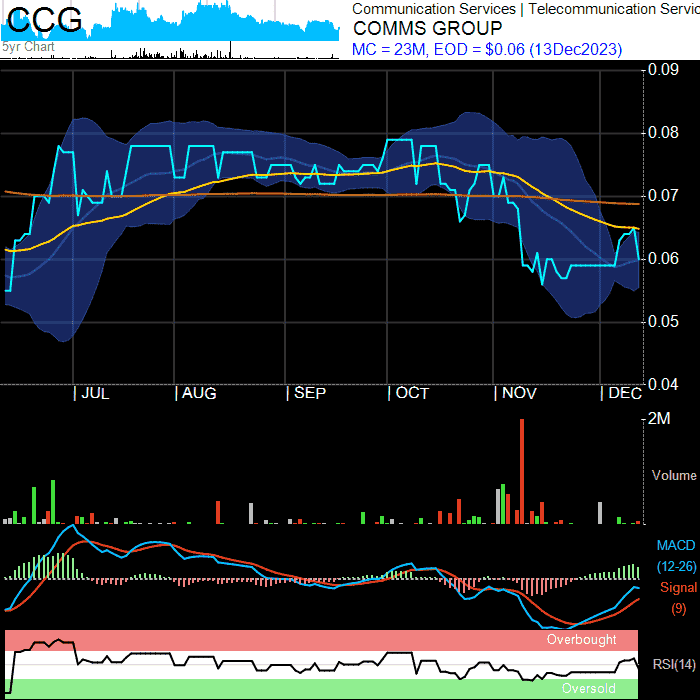 CCG
5yr Chart
Communication Services | Telecommunication Servic
COMMS GROUP
MC = 23M, EOD = $0.06 (13Dec2023)
0.09
0.08
0.07
0.06
0.05
0.04
| JUL | AUG | SEP | OCT | NOV | DEC
2M
Volume
MACD
(12-26)
Signal
(9)
Overbought
RSI(14)
Oversold